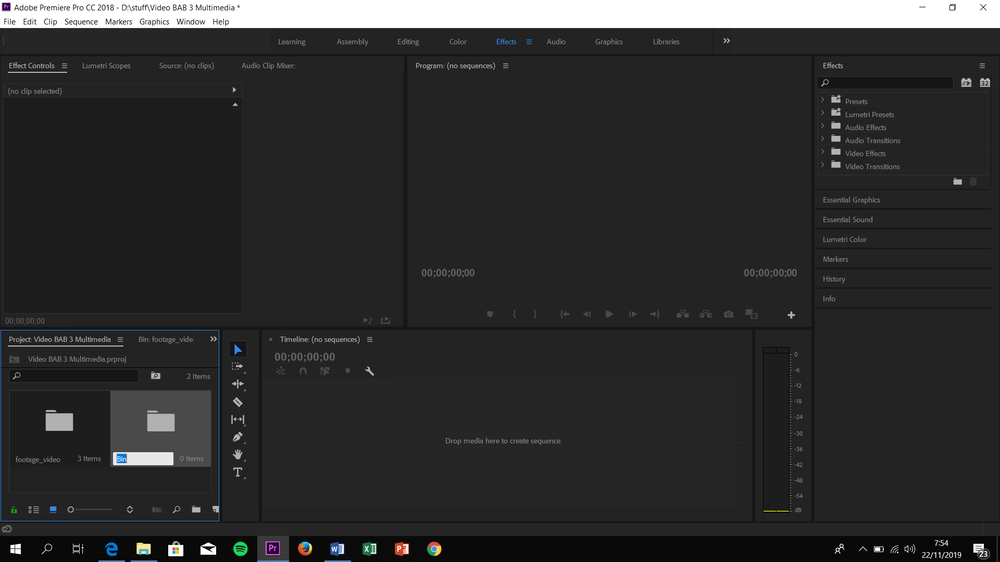 Pr Adobe Premiere Pro CC 2018 - D:\stuff\Video BAB 3 Multimedia *
File Edit Clip Sequence Markers Graphics Window Help
Learning Assembly Editing Color Effects Audio Graphics Libraries
Effect Controls Lumetri Scopes Source: (no clips) Audio Clip Mixer:
(no clip selected)
00;00;00;00
Program: (no sequences)
00;00;00;00 00;00;00;00
Effects
32
Presets
Lumetri Presets
Audio Effects
Audio Transitions
Video Effects
Video Transitions
Essential Graphics
Essential Sound
Lumetri Color
Markers
History
Info
Project: Video BAB 3 Multimedia Bin: footage_vide
Video BAB 3 Multimedia.prproj
2 Items
footage_video 3 Items Bin 0 Items
Timeline: (no sequences)
00;00;00;00
Drop media here to create sequence.
0
-6
-12
-18
-24
-30
-36
-42
-48
-54
dB
Pr
7:54
22/11/2019
23